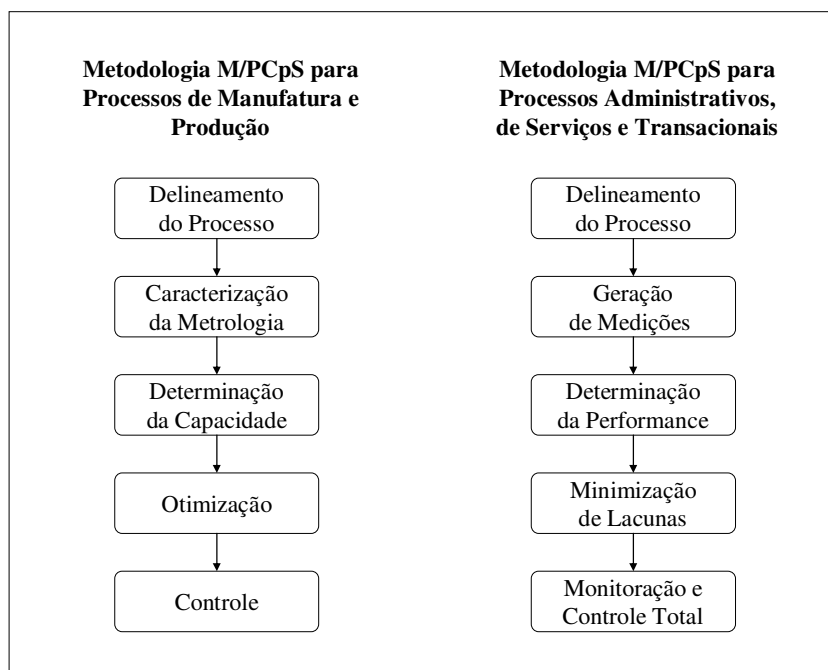 Metodologia M/PCpS para
Processos de Manufatura e
Produção
Delineamento
do Processo
Caracterização
da Metrologia
Determinação
da Capacidade
Otimização
Controle
Metodologia M/PCpS para
Processos Administrativos,
de Serviços e Transacionais
Delineamento
do Processo
Geração
de Medições
Determinação
da Performance
Minimização
de Lacunas
Monitoração e
Controle Total